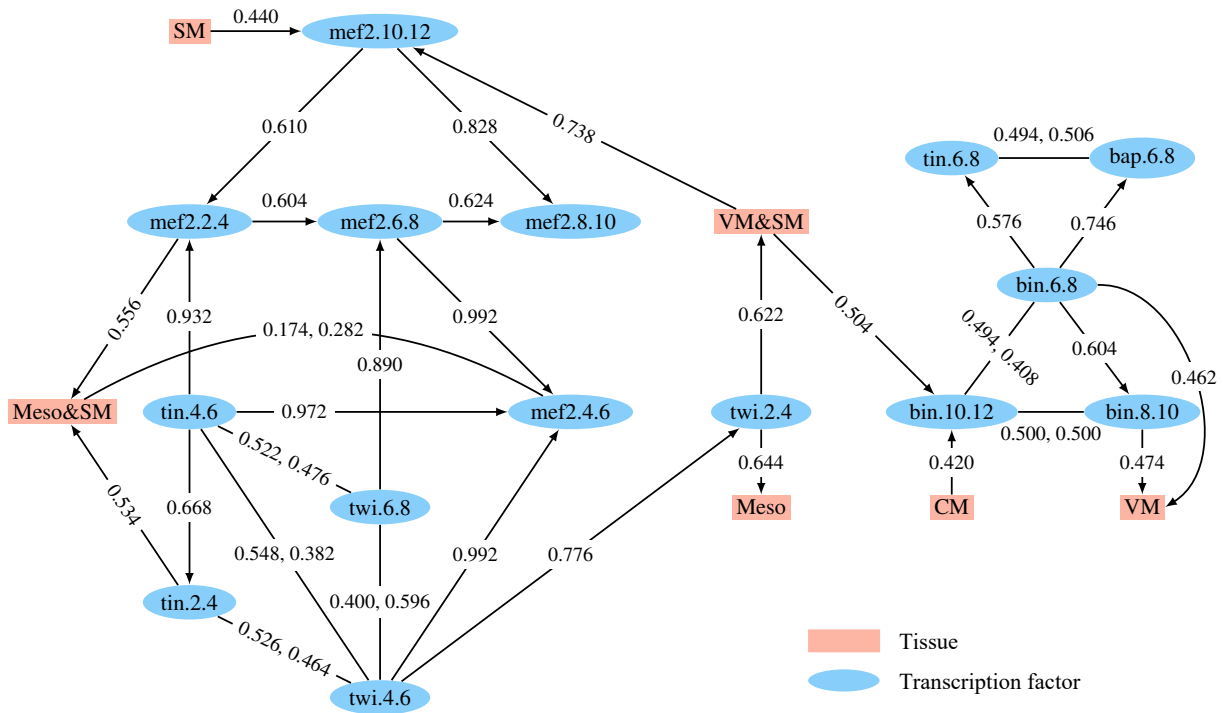 SM
0.440
mef2.10.12
0.610
0.828
0.738
0.494, 0.506
tin.6.8
bap.6.8
mef2.2.4
0.604
mef2.6.8
0.624
mef2.8.10
VM&SM
0.576
0.746
bin.6.8
0.556
0.932
0.174, 0.282
0.992
0.622
0.504
0.494, 0.408
0.604
0.890
0.462
Meso&SM
tin.4.6
0.972
mef2.4.6
twi.2.4
bin.10.12
bin.8.10
0.500, 0.500
0.522, 0.476
0.644
0.420
0.474
0.534
0.668
twi.6.8
Meso
CM
VM
0.548, 0.382
0.992
0.776
tin.2.4
0.400, 0.596
0.526, 0.464
twi.4.6
Tissue
Transcription factor